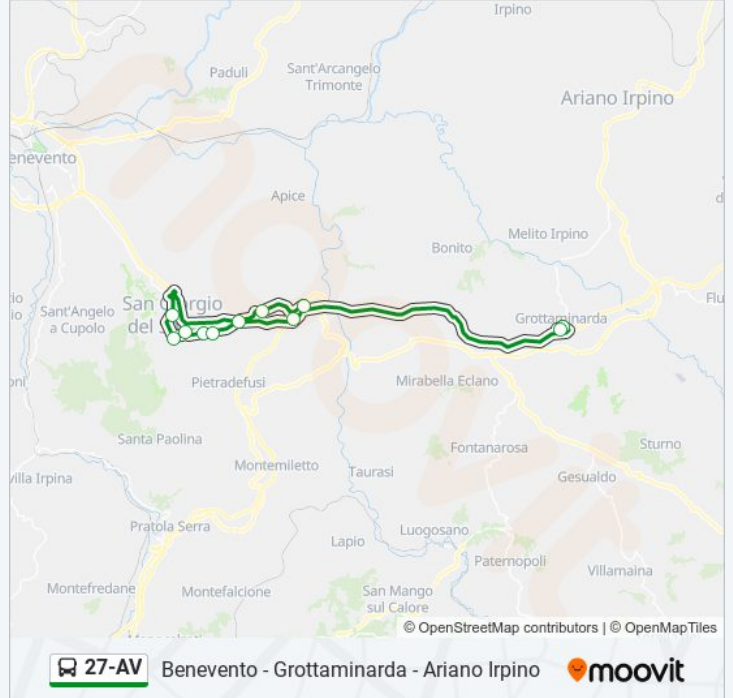 Irpino
Paduli
Sant'Arcangelo
Trimonte
Ariano Irpino
enevento
Apice
Melito Irpino
Bonito
San Giorgio
del
Sant'Angelo
a Cupolo
Flu
Grottaminarda
Pietradefusi
Mirabella Eclano
Santa Paolina
Sturno
Fontanarosa
Montemiletto
Taurasi
Gesualdo
villa Irpina
Pratola Serra
Luogosano
Lapio
Paternopoli
Villamaina
Montefredane
Montefalcione
San Mango
sul Calore
© OpenStreetMap contributors | © OpenMapTiles
27-AV
Benevento - Grottaminarda - Ariano Irpino
moovit